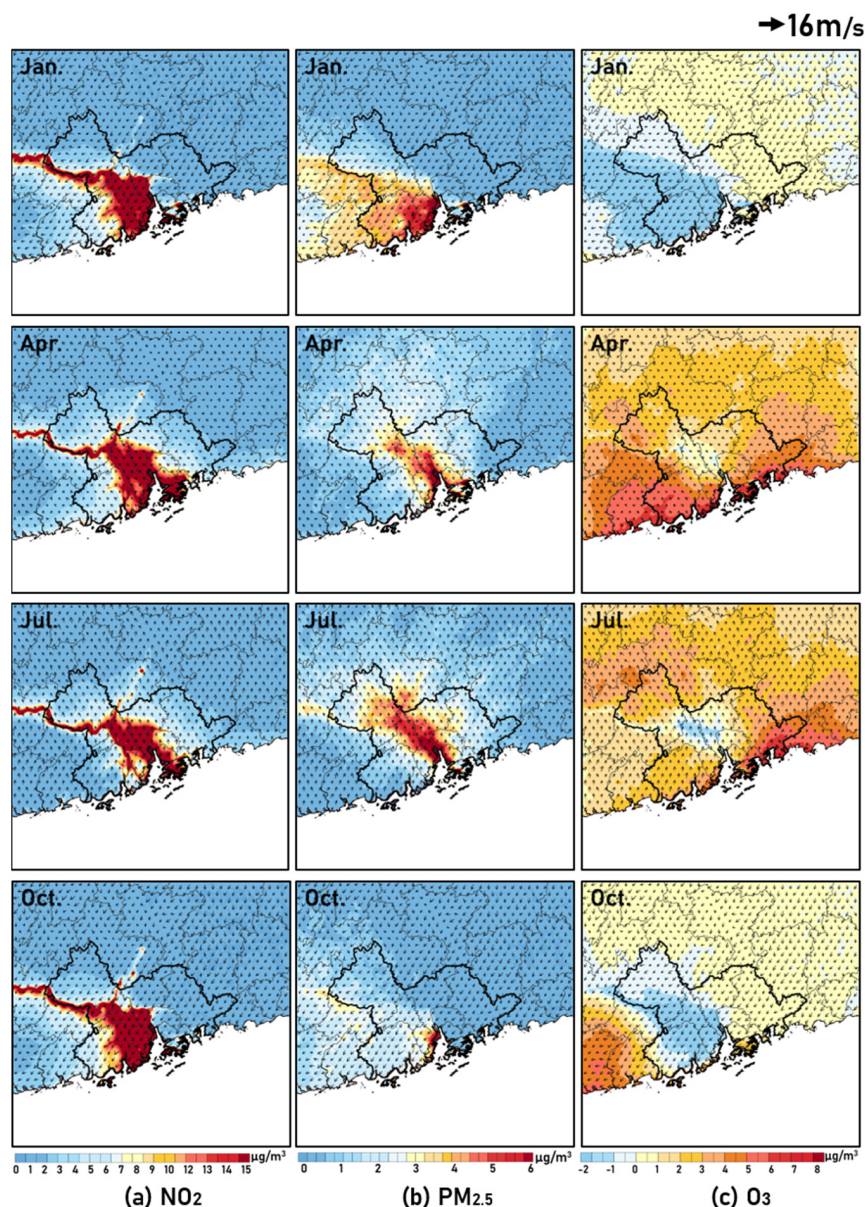 ➔16m/s
Jan. Jan. Jan.
Apr. Apr. Apr.
Jul. Jul. Jul.
Oct. Oct. Oct.
0 1 2 3 4 5 6 7 8 9 10 12 13 14 15 µg/m³ 0 1 2 3 4 5 6 µg/m³ -2 -1 0 1 2 3 4 5 6 7 8 µg/m³
(a) NO₂ (b) PM₂.₅ (c) O₃